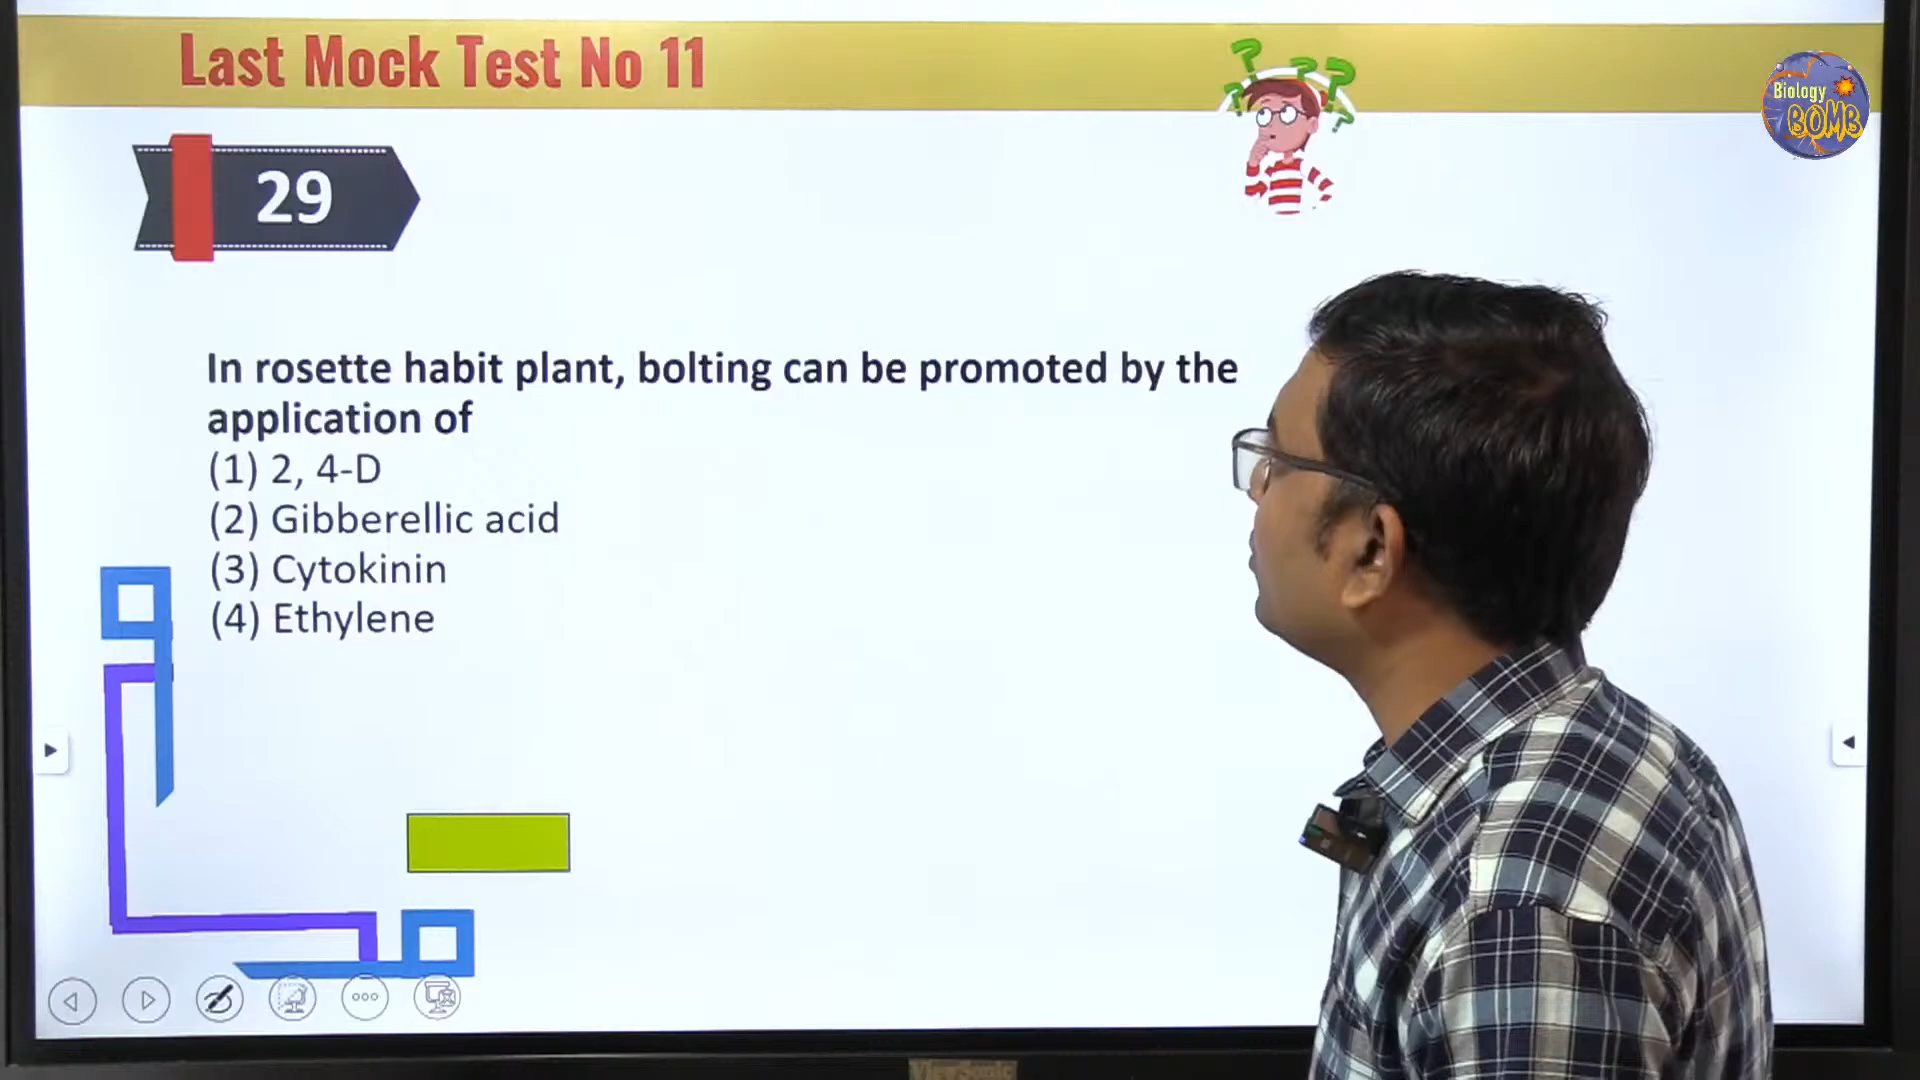 Last Mock Test No 11
Biology
BOMB
29
In rosette habit plant, bolting can be promoted by the
application of
(1) 2, 4-D
(2) Gibberellic acid
(3) Cytokinin
(4) Ethylene
ViewSonic